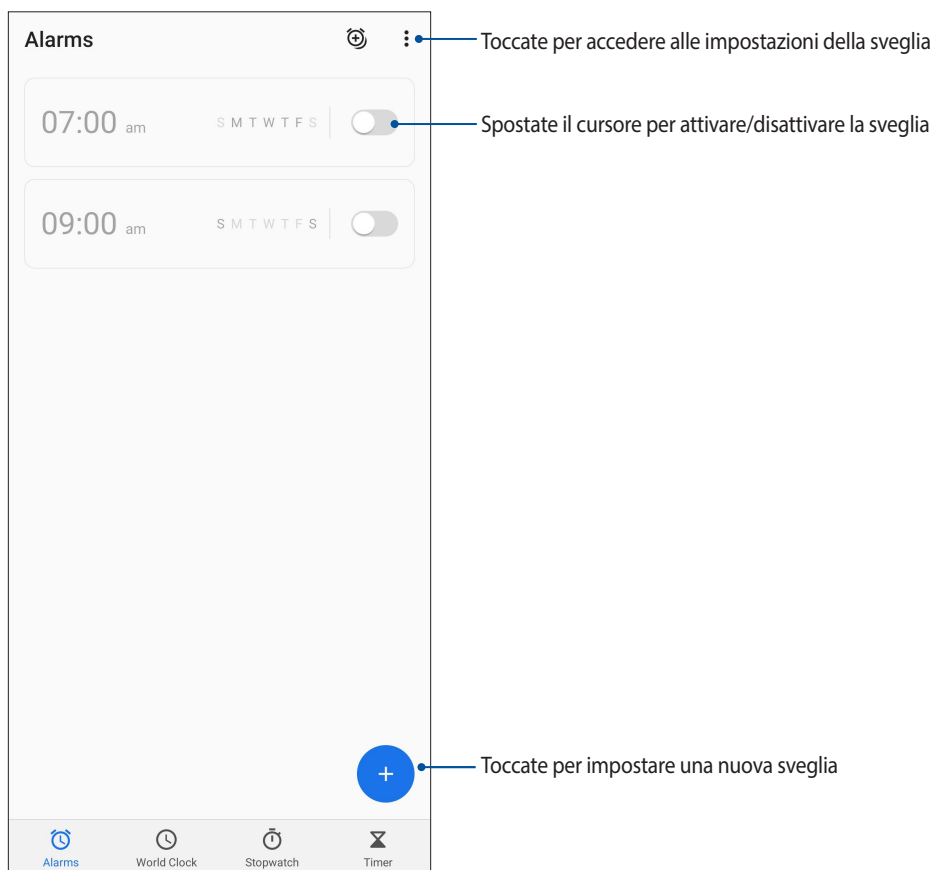 Alarms
Toccate per accedere alle impostazioni della sveglia
07:00 am S M T W T F S
Spostate il cursore per attivare/disattivare la sveglia
09:00 am S M T W T F S
Toccate per impostare una nuova sveglia
Alarms World Clock Stopwatch Timer